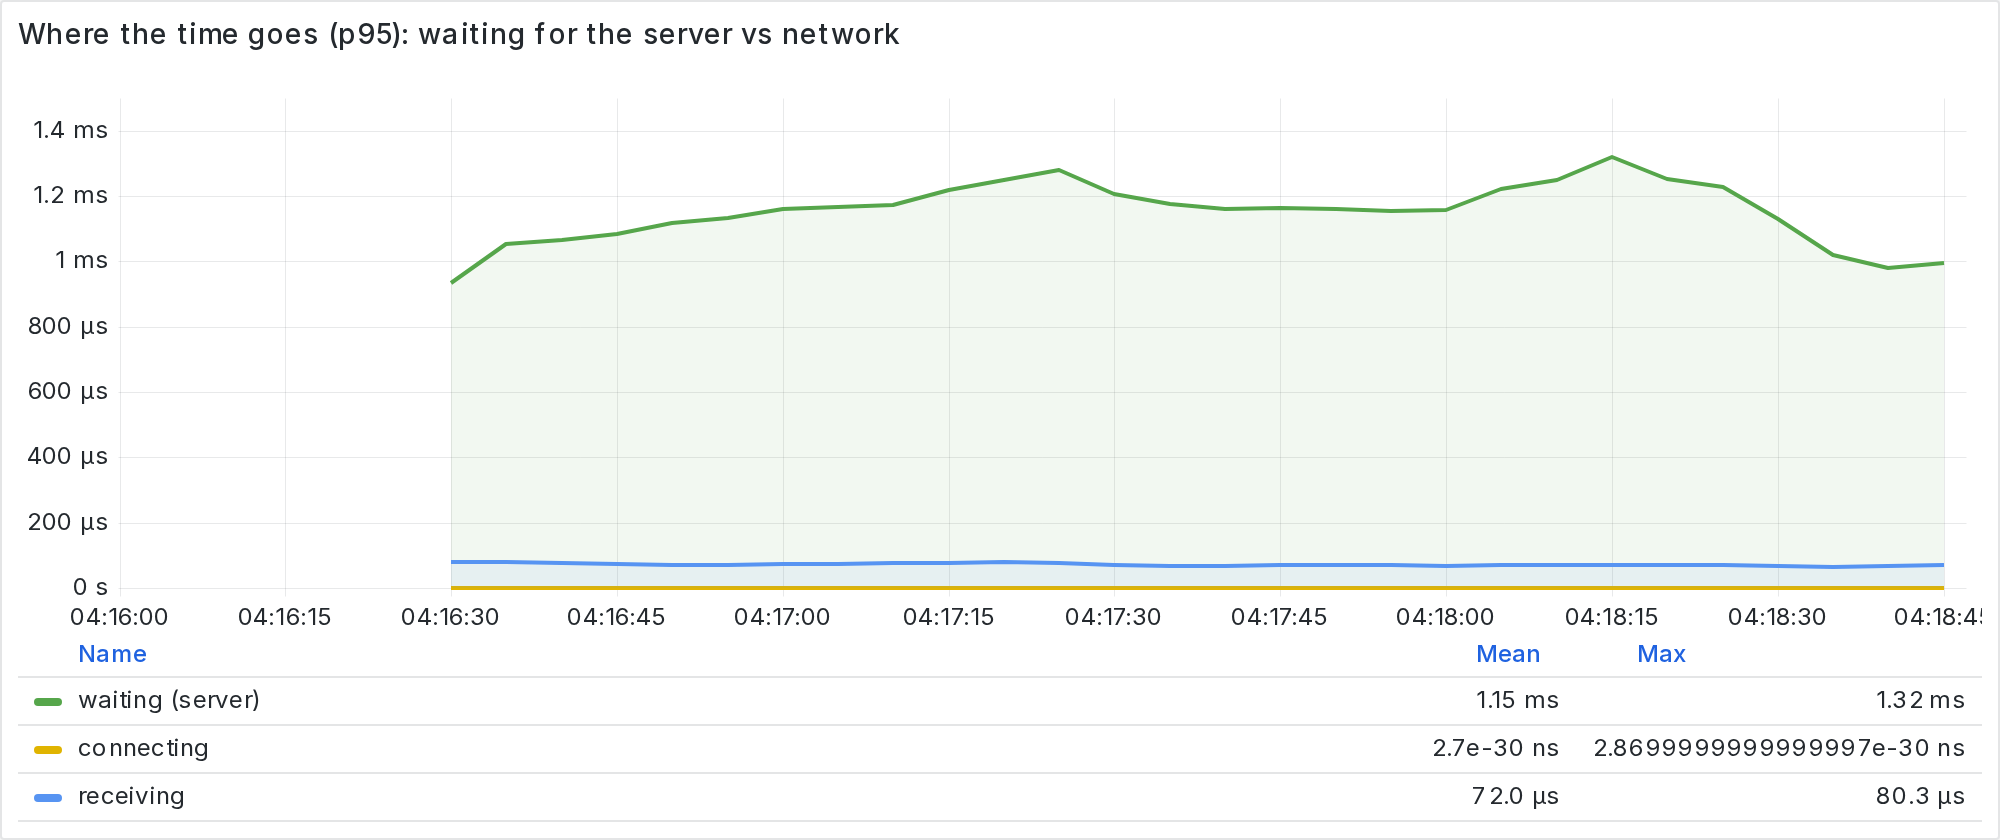 Where the time goes (p95): waiting for the server vs network
1.4 ms
1.2 ms
1 ms
800 µs
600 µs
400 µs
200 µs
0 s
04:16:00 04:16:15 04:16:30 04:16:45 04:17:00 04:17:15 04:17:30 04:17:45 04:18:00 04:18:15 04:18:30 04:18:45
Name Mean Max
waiting (server) 1.15 ms 1.32 ms
connecting 2.7e-30 ns 2.8699999999999997e-30 ns
receiving 72.0 µs 80.3 µs